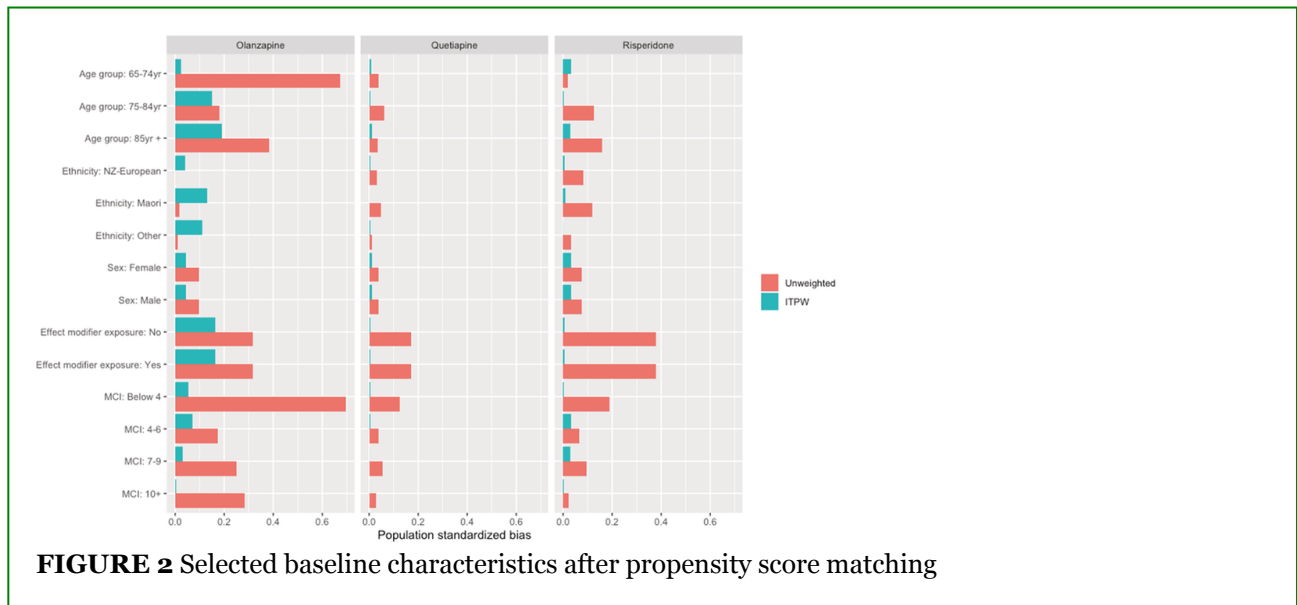 Olanzapine Quetiapine Risperidone
Age group: 65-74yr
Age group: 75-84yr
Age group: 85yr +
Ethnicity: NZ-European
Ethnicity: Maori
Ethnicity: Other
Sex: Female
Sex: Male
Effect modifier exposure: No
Effect modifier exposure: Yes
MCI: Below 4
MCI: 4-6
MCI: 7-9
MCI: 10+
0.0 0.2 0.4 0.6 0.0 0.2 0.4 0.6 0.0 0.2 0.4 0.6
Population standardized bias
Unweighted
ITPW
FIGURE 2 Selected baseline characteristics after propensity score matching